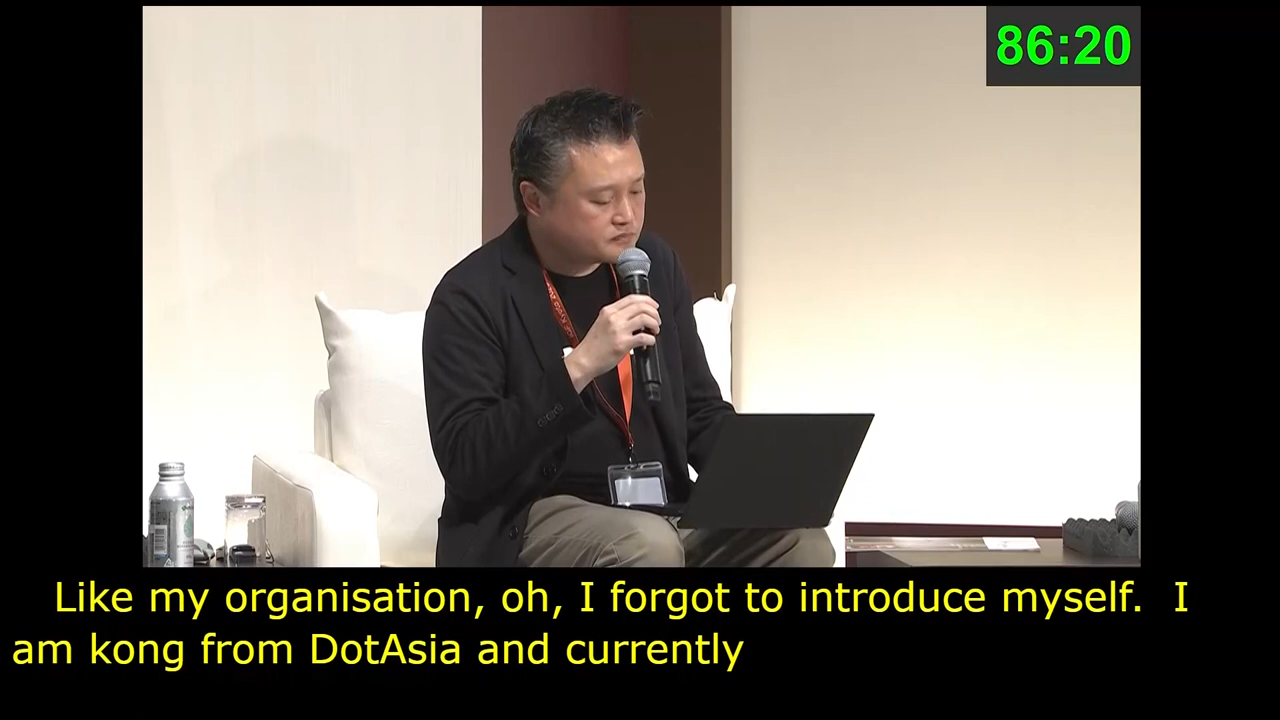 86:20
Like my organisation, oh, I forgot to introduce myself.  I
am kong from DotAsia and currently